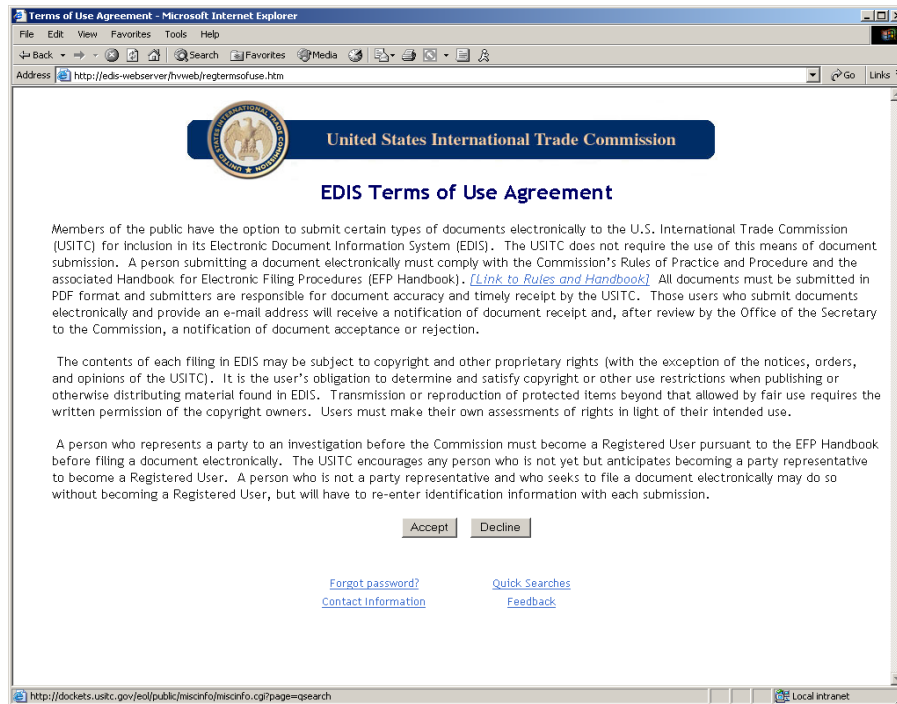 Terms of Use Agreement - Microsoft Internet Explorer
File Edit View Favorites Tools Help
Back Search Favorites Media
Address http://edis-webserver/hvweb/regtermsofuse.htm Go Links
United States International Trade Commission
EDIS Terms of Use Agreement
Members of the public have the option to submit certain types of documents electronically to the U.S. International Trade Commission
(USITC) for inclusion in its Electronic Document Information System (EDIS). The USITC does not require the use of this means of document
submission. A person submitting a document electronically must comply with the Commission's Rules of Practice and Procedure and the
associated Handbook for Electronic Filing Procedures (EFP Handbook). [Link to Rules and Handbook] All documents must be submitted in
PDF format and submitters are responsible for document accuracy and timely receipt by the USITC. Those users who submit documents
electronically and provide an e-mail address will receive a notification of document receipt and, after review by the Office of the Secretary
to the Commission, a notification of document acceptance or rejection.
The contents of each filing in EDIS may be subject to copyright and other proprietary rights (with the exception of the notices, orders,
and opinions of the USITC). It is the user's obligation to determine and satisfy copyright or other use restrictions when publishing or
otherwise distributing material found in EDIS. Transmission or reproduction of protected items beyond that allowed by fair use requires the
written permission of the copyright owners. Users must make their own assessments of rights in light of their intended use.
A person who represents a party to an investigation before the Commission must become a Registered User pursuant to the EFP Handbook
before filing a document electronically. The USITC encourages any person who is not yet but anticipates becoming a party representative
to become a Registered User. A person who is not a party representative and who seeks to file a document electronically may do so
without becoming a Registered User, but will have to re-enter identification information with each submission.
Accept Decline
Forgot password? Quick Searches
Contact Information Feedback
http://dockets.usitc.gov/eol/public/miscinfo/miscinfo.cgi?page=qsearch Local intranet